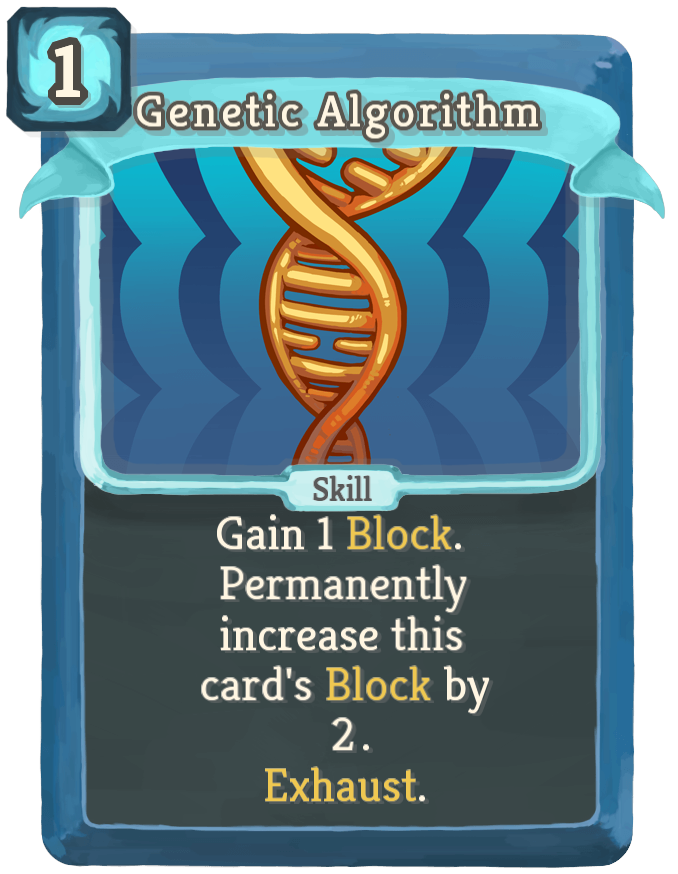 1
Genetic Algorithm
Skill
Gain 1 Block.
Permanently
increase this
card's Block by
2.
Exhaust.